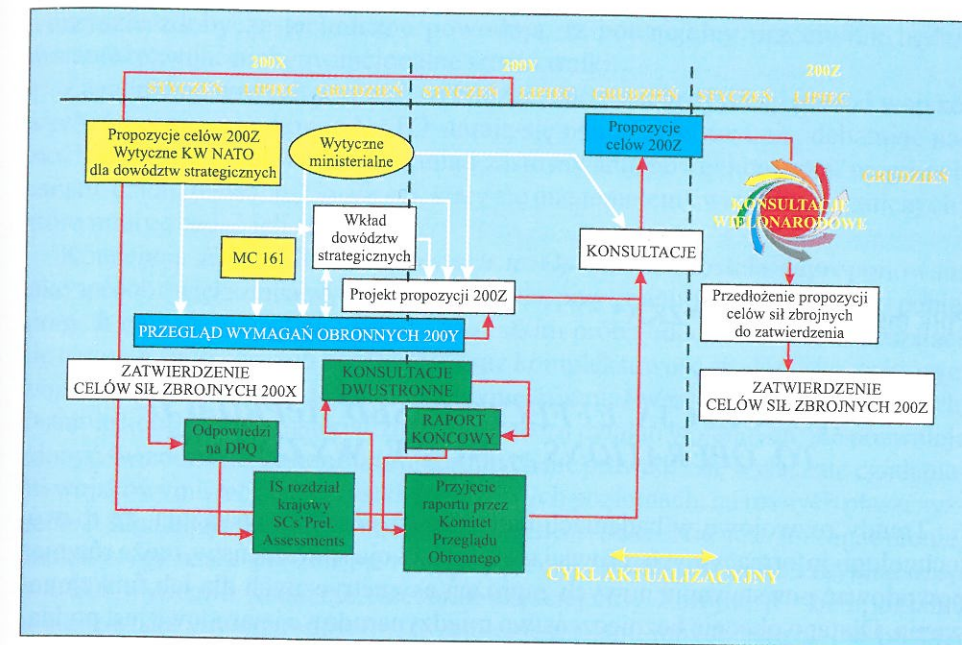 200X
200Y
200Z
STYCZEŃ LIPIEC GRUDZIEŃ STYCZEŃ LIPIEC GRUDZIEŃ STYCZEŃ LIPIEC
GRUDZIEŃ
Propozycje celów 200Z
Wytyczne KW NATO
dla dowództw strategicznych
Wytyczne
ministerialne
Propozycje
celów 200Z
KONSULTACJE
WIELONARODOWE
MC 161
Wkład
dowództw
strategicznych
KONSULTACJE
Projekt propozycji 200Z
Przedłożenie propozycji
celów sił zbrojnych
do zatwierdzenia
PRZEGLĄD WYMAGAŃ OBRONNYCH 200Y
ZATWIERDZENIE
CELÓW SIŁ ZBROJNYCH 200X
KONSULTACJE
DWUSTRONNE
ZATWIERDZENIE
CELÓW SIŁ ZBROJNYCH 200Z
Odpowiedzi
na DPQ
RAPORT
KOŃCOWY
IS rozdział
krajowy
SCs'Prel.
Assessments
Przyjęcie
raportu przez
Komitet
Przeglądu
Obronnego
CYKL AKTUALIZACYJNY